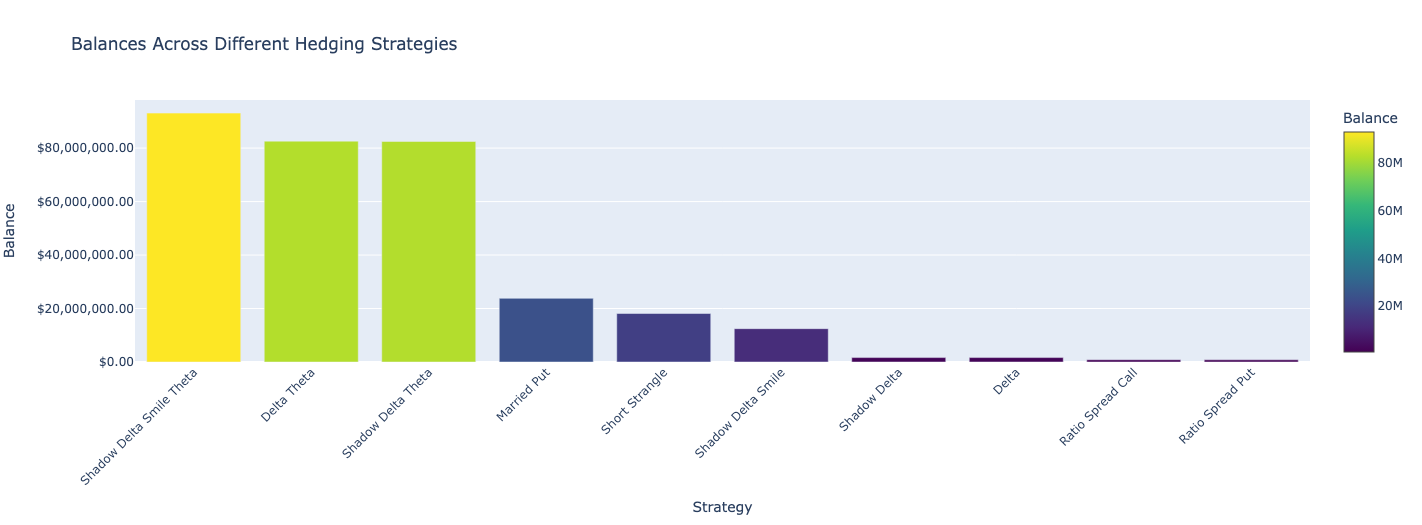 Balances Across Different Hedging Strategies
Balance
$80,000,000.00
$60,000,000.00
$40,000,000.00
$20,000,000.00
$0.00
Balance
80M
60M
40M
20M
Shadow Delta Smile Theta
Delta Theta
Shadow Delta Theta
Married Put
Short Strangle
Shadow Delta Smile
Shadow Delta
Delta
Ratio Spread Call
Ratio Spread Put
Strategy